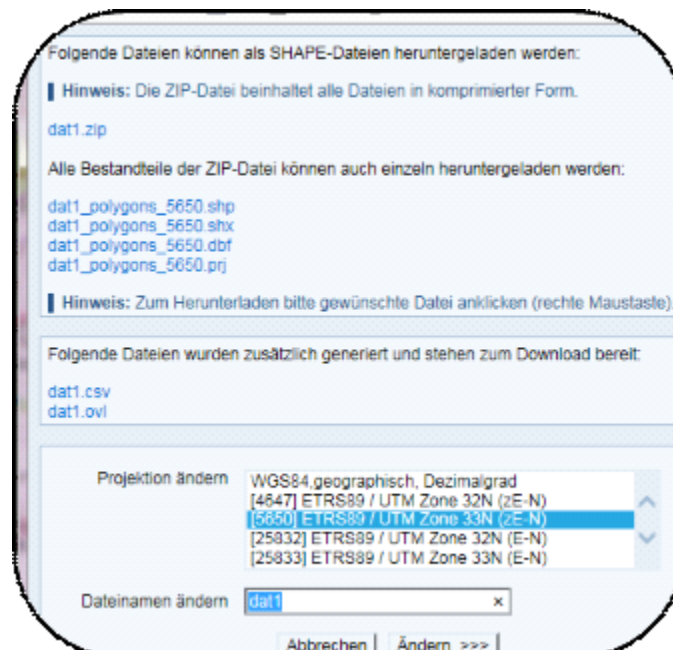 Folgende Dateien können als SHAPE-Dateien heruntergeladen werden:
Hinweis: Die ZIP-Datei beinhaltet alle Dateien in komprimierter Form.
dat1.zip
Alle Bestandteile der ZIP-Datei können auch einzeln heruntergeladen werden:
dat1_polygons_5650.shp
dat1_polygons_5650.shx
dat1_polygons_5650.dbf
dat1_polygons_5650.prj
Hinweis: Zum Herunterladen bitte gewünschte Datei anklicken (rechte Maustaste).
Folgende Dateien wurden zusätzlich generiert und stehen zum Download bereit:
dat1.csv
dat1.ovl
Projektion ändern
WGS84,geographisch, Dezimalgrad
[4647] ETRS89 / UTM Zone 32N (zE-N)
[5650] ETRS89 / UTM Zone 33N (zE-N)
[25832] ETRS89 / UTM Zone 32N (E-N)
[25833] ETRS89 / UTM Zone 33N (E-N)
Dateinamen ändern dat1 ×
Abbrechen Ändern >>>